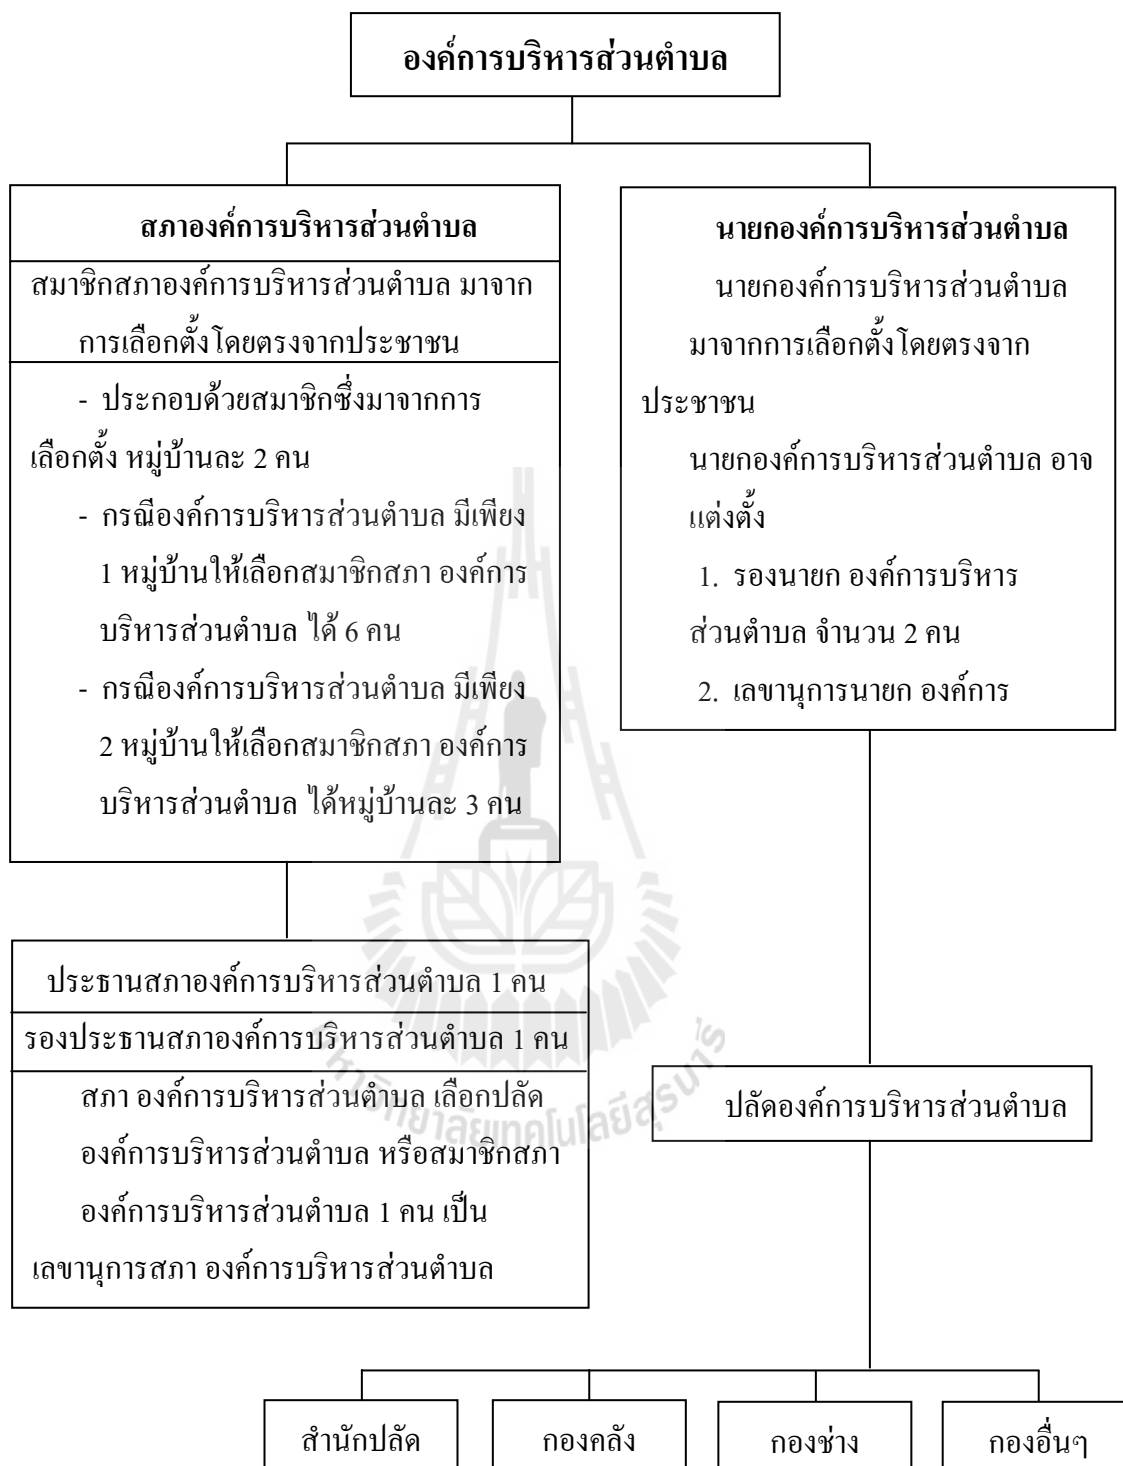 องค์การบริหารส่วนตำบล
สภาองค์การบริหารส่วนตำบล
สมาชิกสภาองค์การบริหารส่วนตำบล มาจาก
การเลือกตั้งโดยตรงจากประชาชน
- ประกอบด้วยสมาชิกซึ่งมาจากการ
เลือกตั้ง หมู่บ้านละ 2 คน
- กรณีองค์การบริหารส่วนตำบล มีเพียง
1 หมู่บ้านให้เลือกสมาชิกสภา องค์การ
บริหารส่วนตำบล ได้ 6 คน
- กรณีองค์การบริหารส่วนตำบล มีเพียง
2 หมู่บ้านให้เลือกสมาชิกสภา องค์การ
บริหารส่วนตำบล ได้หมู่บ้านละ 3 คน
ประธานสภาองค์การบริหารส่วนตำบล 1 คน
รองประธานสภาองค์การบริหารส่วนตำบล 1 คน
สภา องค์การบริหารส่วนตำบล เลือกปลัด
องค์การบริหารส่วนตำบล หรือสมาชิกสภา
องค์การบริหารส่วนตำบล 1 คน เป็น
เลขานุการสภา องค์การบริหารส่วนตำบล
นายกองค์การบริหารส่วนตำบล
นายกองค์การบริหารส่วนตำบล
มาจากการเลือกตั้งโดยตรงจาก
ประชาชน
นายกองค์การบริหารส่วนตำบล อาจ
แต่งตั้ง
1. รองนายก องค์การบริหาร
ส่วนตำบล จำนวน 2 คน
2. เลขานุการนายก องค์การ
ปลัดองค์การบริหารส่วนตำบล
สำนักปลัด
กองคลัง
กองช่าง
กองอื่นๆ
มหาวิทยาลัยเทคโนโลยีสุรนารี